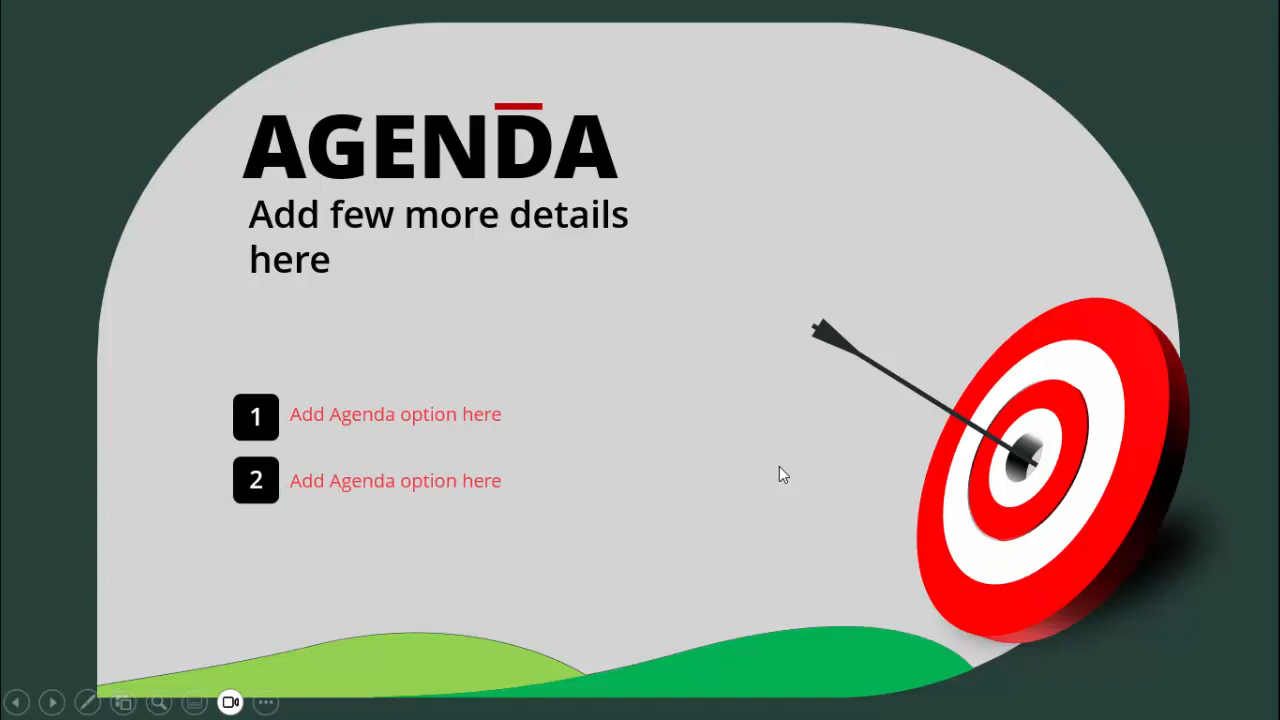 AGENDA
Add few more details
here
1 Add Agenda option here
2 Add Agenda option here